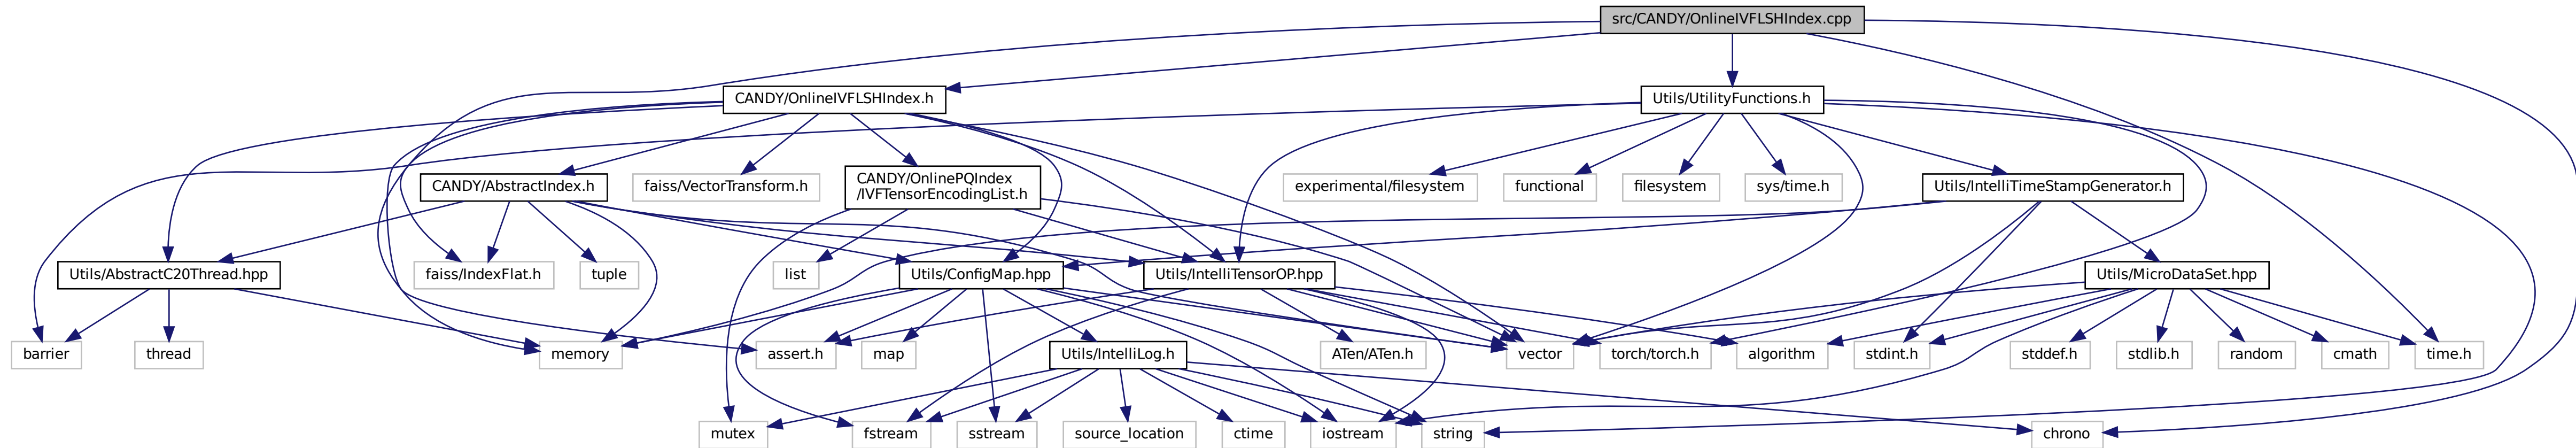 src/CANDY/OnlineIVFLSHIndex.cpp
CANDY/OnlineIVFLSHIndex.h
Utils/UtilityFunctions.h
CANDY/AbstractIndex.h
faiss/VectorTransform.h
CANDY/OnlinePQIndex
/IVFTensorEncodingList.h
experimental/filesystem
functional
filesystem
sys/time.h
Utils/IntelliTimeStampGenerator.h
Utils/AbstractC20Thread.hpp
faiss/IndexFlat.h
tuple
list
Utils/ConfigMap.hpp
Utils/IntelliTensorOP.hpp
Utils/MicroDataSet.hpp
barrier
thread
memory
assert.h
map
Utils/IntelliLog.h
ATen/ATen.h
vector
torch/torch.h
algorithm
stdint.h
stddef.h
stdlib.h
random
cmath
time.h
mutex
fstream
sstream
source_location
ctime
iostream
string
chrono